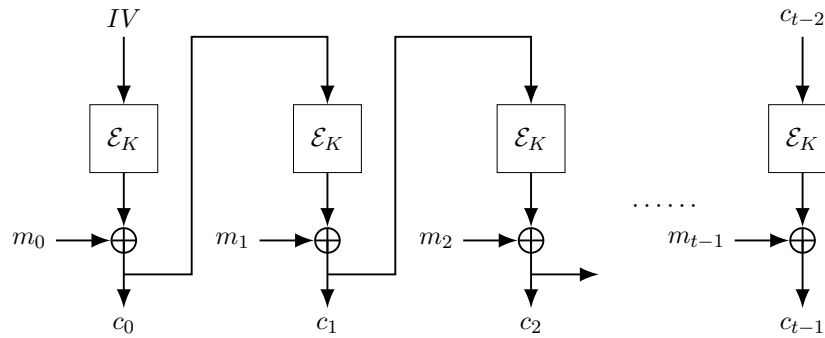 IV c_{t−2}
ℰ_K ℰ_K ℰ_K ℰ_K
......
m_0 m_1 m_2 m_{t−1}
c_0 c_1 c_2 c_{t−1}